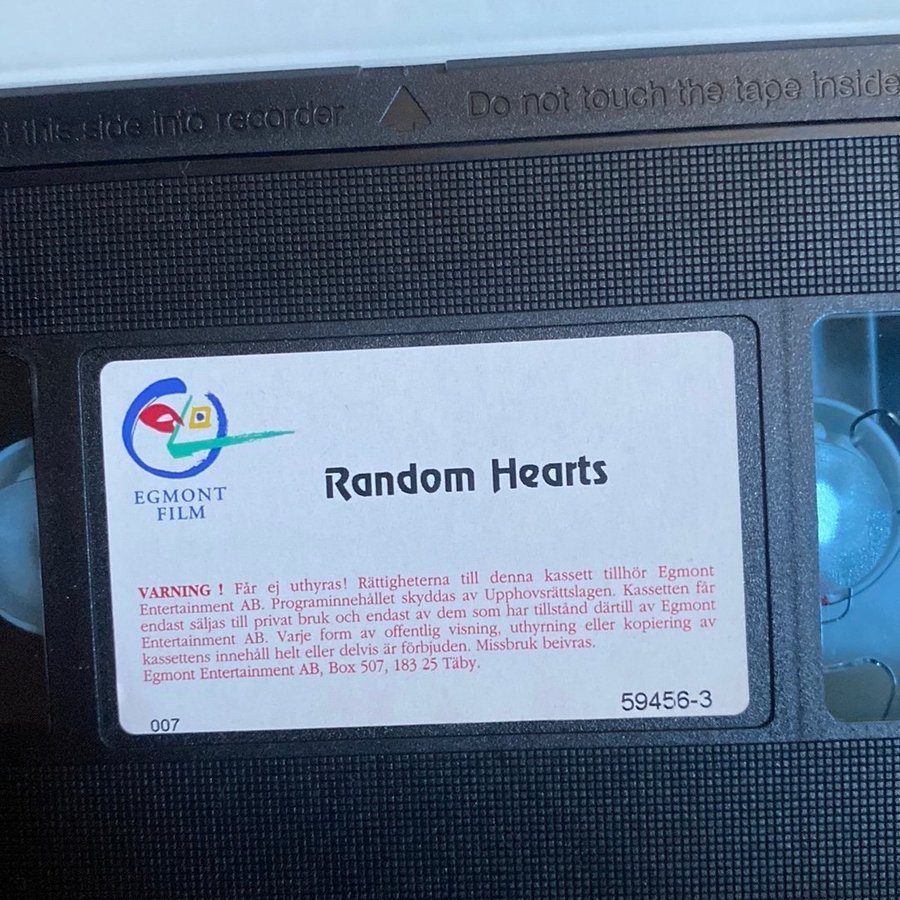 this side into recorder
Do not touch the tape inside
EGMONT
FILM
Random Hearts
VARNING ! Får ej uthyras! Rättigheterna till denna kassett tillhör Egmont
Entertainment AB. Programinnehållet skyddas av Upphovsrättslagen. Kassetten får
endast säljas till privat bruk och endast av dem som har tillstånd därtill av Egmont
Entertainment AB. Varje form av offentlig visning, uthyrning eller kopiering av
kassettens innehåll helt eller delvis är förbjuden. Missbruk beivras.
Egmont Entertainment AB, Box 507, 183 25 Täby.
59456-3
007